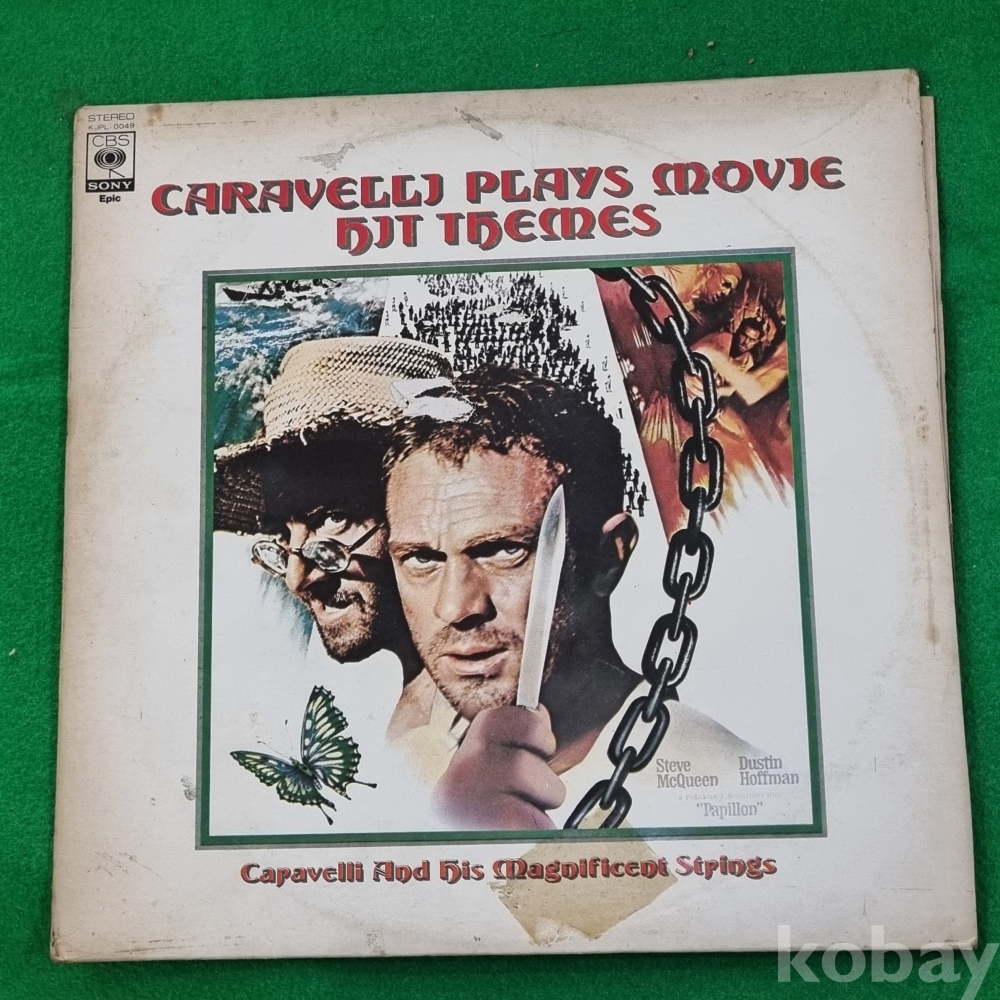 STEREO
KJPL-0049
CBS
SONY
Epic
CARAVELLI PLAYS MOVIE
HIT THEMES
Steve Dustin
McQueen Hoffman
"Papillon"
Caravelli And His Magnificent Strings
kobay